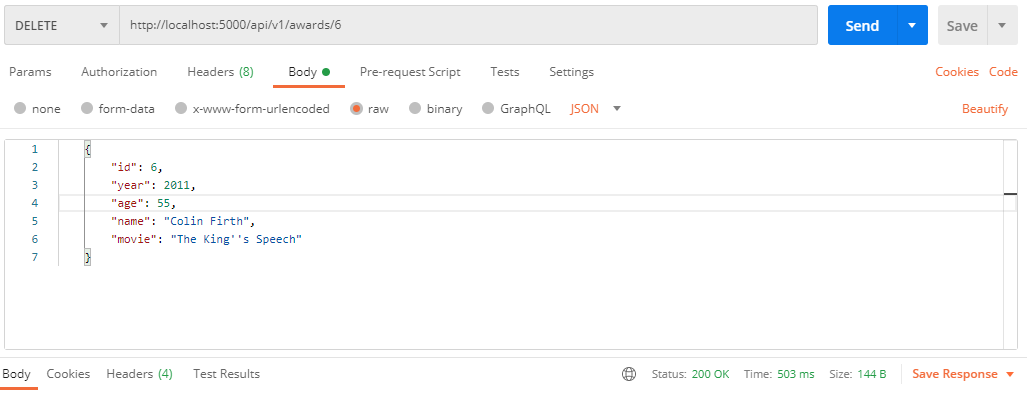 DELETE http://localhost:5000/api/v1/awards/6 Send Save
Params Authorization Headers (8) Body Pre-request Script Tests Settings Cookies Code
none form-data x-www-form-urlencoded raw binary GraphQL JSON Beautify
1 {
2 "id": 6,
3 "year": 2011,
4 "age": 55,
5 "name": "Colin Firth",
6 "movie": "The King''s Speech"
7 }
Body Cookies Headers (4) Test Results Status: 200 OK Time: 503 ms Size: 144 B Save Response